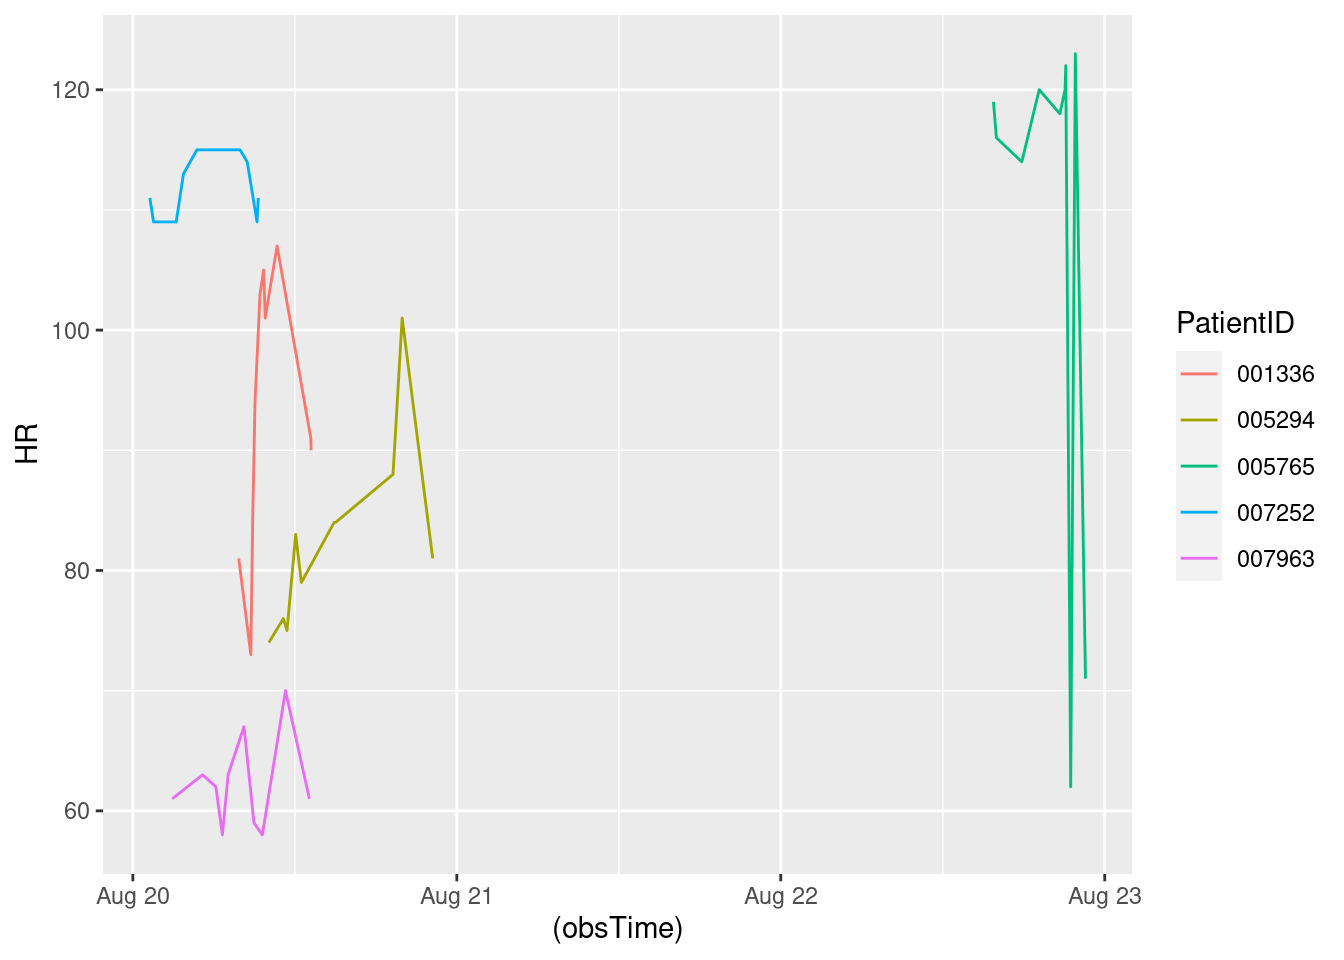 HR
120
100
80
60
Aug 20
Aug 21
Aug 22
Aug 23
(obsTime)
PatientID
001336
005294
005765
007252
007963